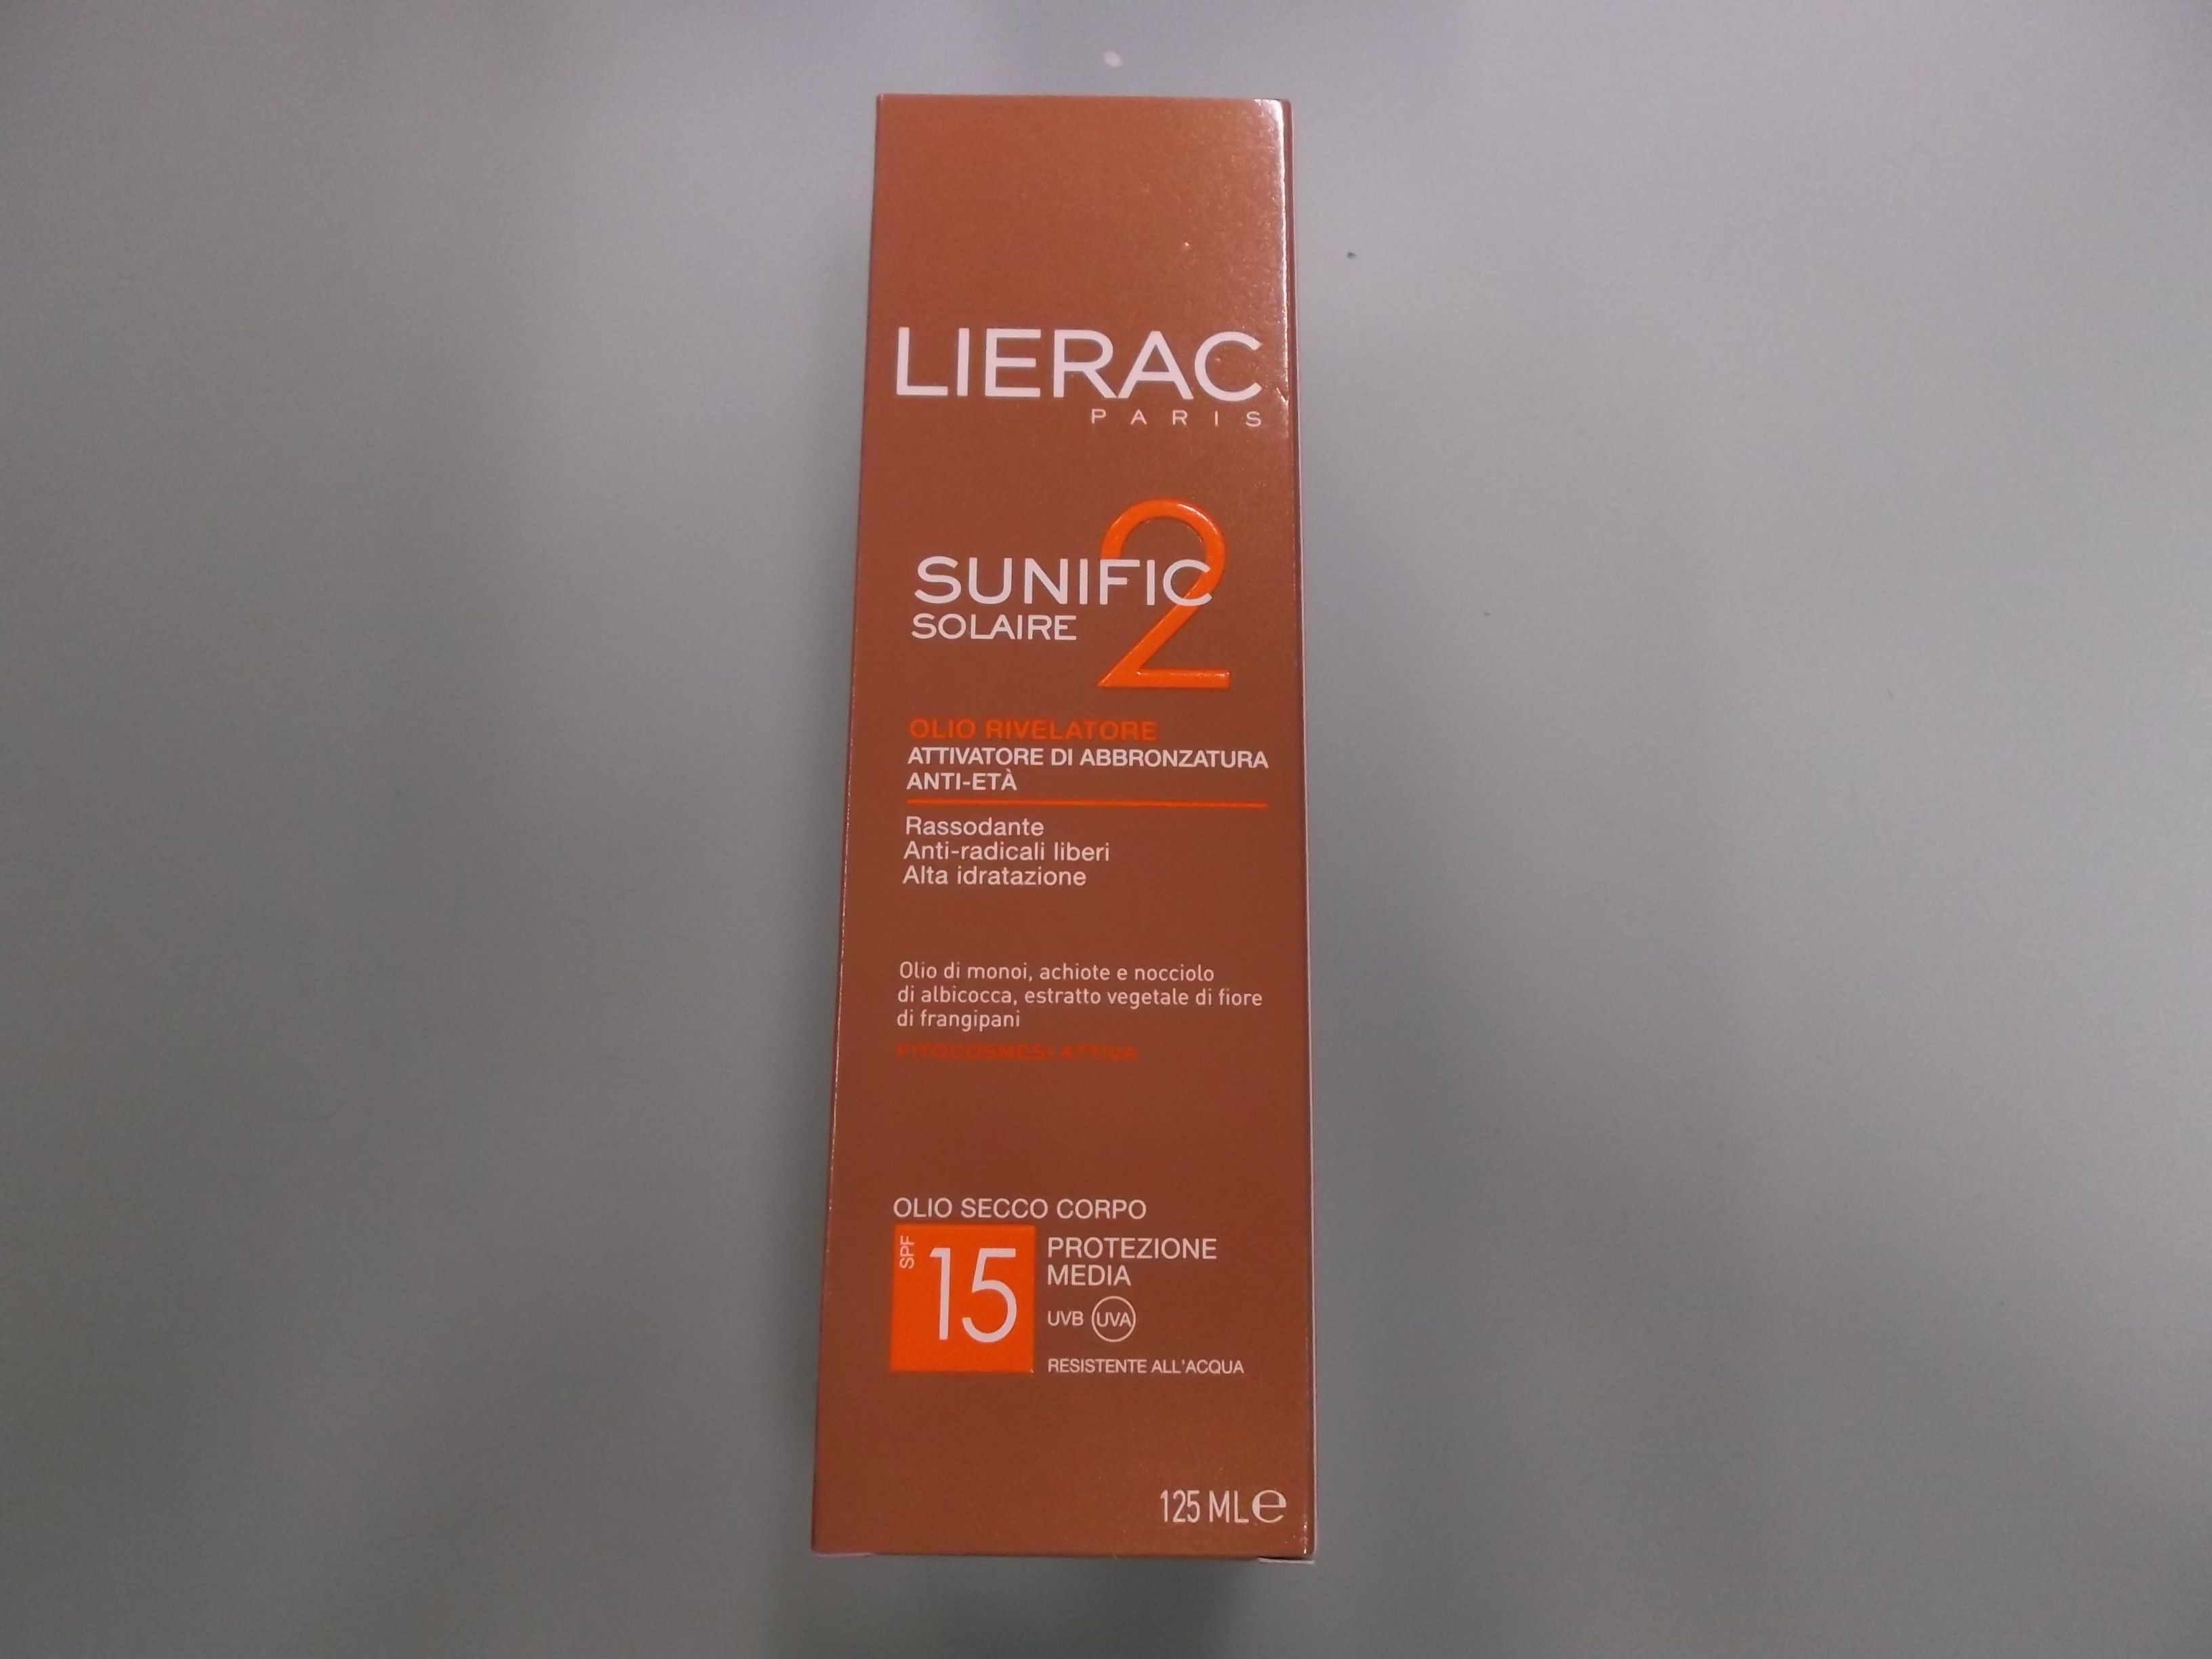 LIERAC
PARIS
2
SUNIFIC
SOLAIRE
OLIO RIVELATORE
ATTIVATORE DI ABBRONZATURA
ANTI-ETÀ
Rassodante
Anti-radicali liberi
Alta idratazione
Olio di monoi, achiote e nocciolo
di albicocca, estratto vegetale di fiore
di frangipani
FITOCOSMESI ATTIVA
OLIO SECCO CORPO
SPF 15
PROTEZIONE
MEDIA
UVB UVA
RESISTENTE ALL'ACQUA
125 ML e